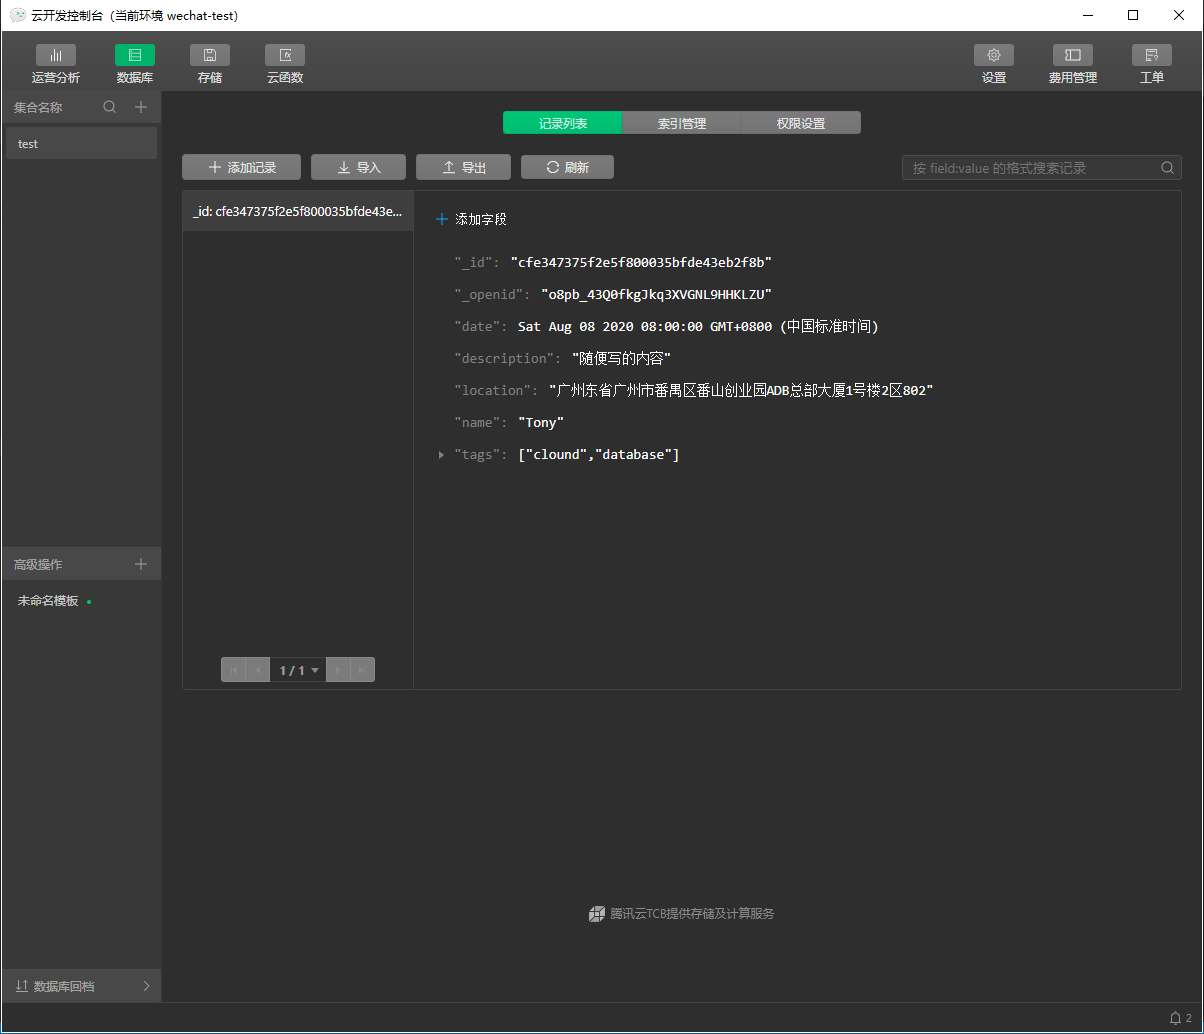 云开发控制台（当前环境 wechat-test）
运营分析 数据库 存储 云函数 设置 费用管理 工单
集合名称
test
记录列表 索引管理 权限设置
添加记录 导入 导出 刷新 按 field:value 的格式搜索记录
_id: cfe347375f2e5f800035bfde43e...
添加字段
"_id": "cfe347375f2e5f800035bfde43eb2f8b"
"_openid": "o8pb_43Q0fkgJkq3XVGNL9HHKLZU"
"date": Sat Aug 08 2020 08:00:00 GMT+0800 (中国标准时间)
"description": "随便写的内容"
"location": "广州东省广州市番禺区番山创业园ADB总部大厦1号楼2区802"
"name": "Tony"
"tags": ["clound","database"]
高级操作
未命名模板
1 / 1
腾讯云TCB提供存储及计算服务
数据库回档
2